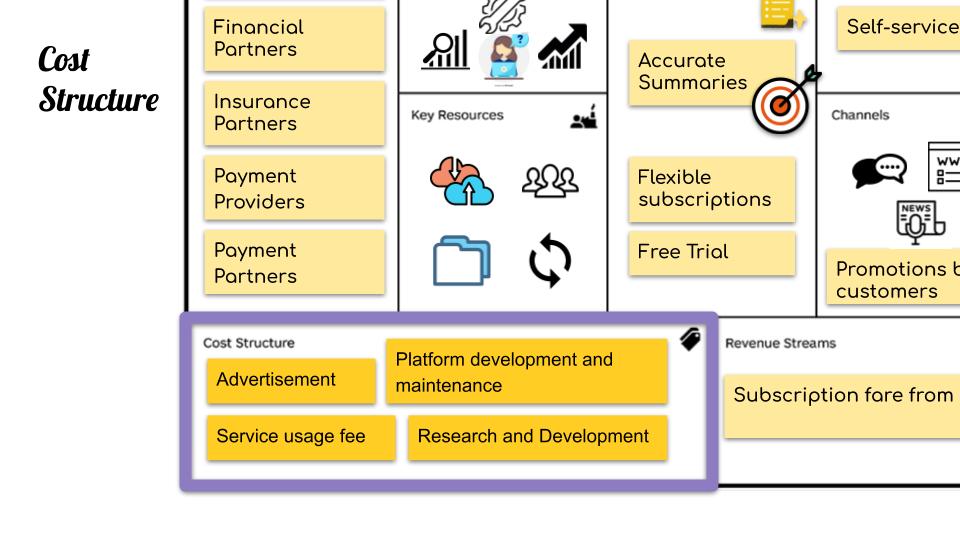 Cost
Structure
Financial
Partners
Insurance
Partners
Payment
Providers
Payment
Partners
?
Key Resources
Accurate
Summaries
Flexible
subscriptions
Free Trial
Self-service
Channels
WW
NEWS
Promotions b
customers
Cost Structure
Advertisement
Platform development and
maintenance
Service usage fee
Research and Development
Revenue Streams
Subscription fare from